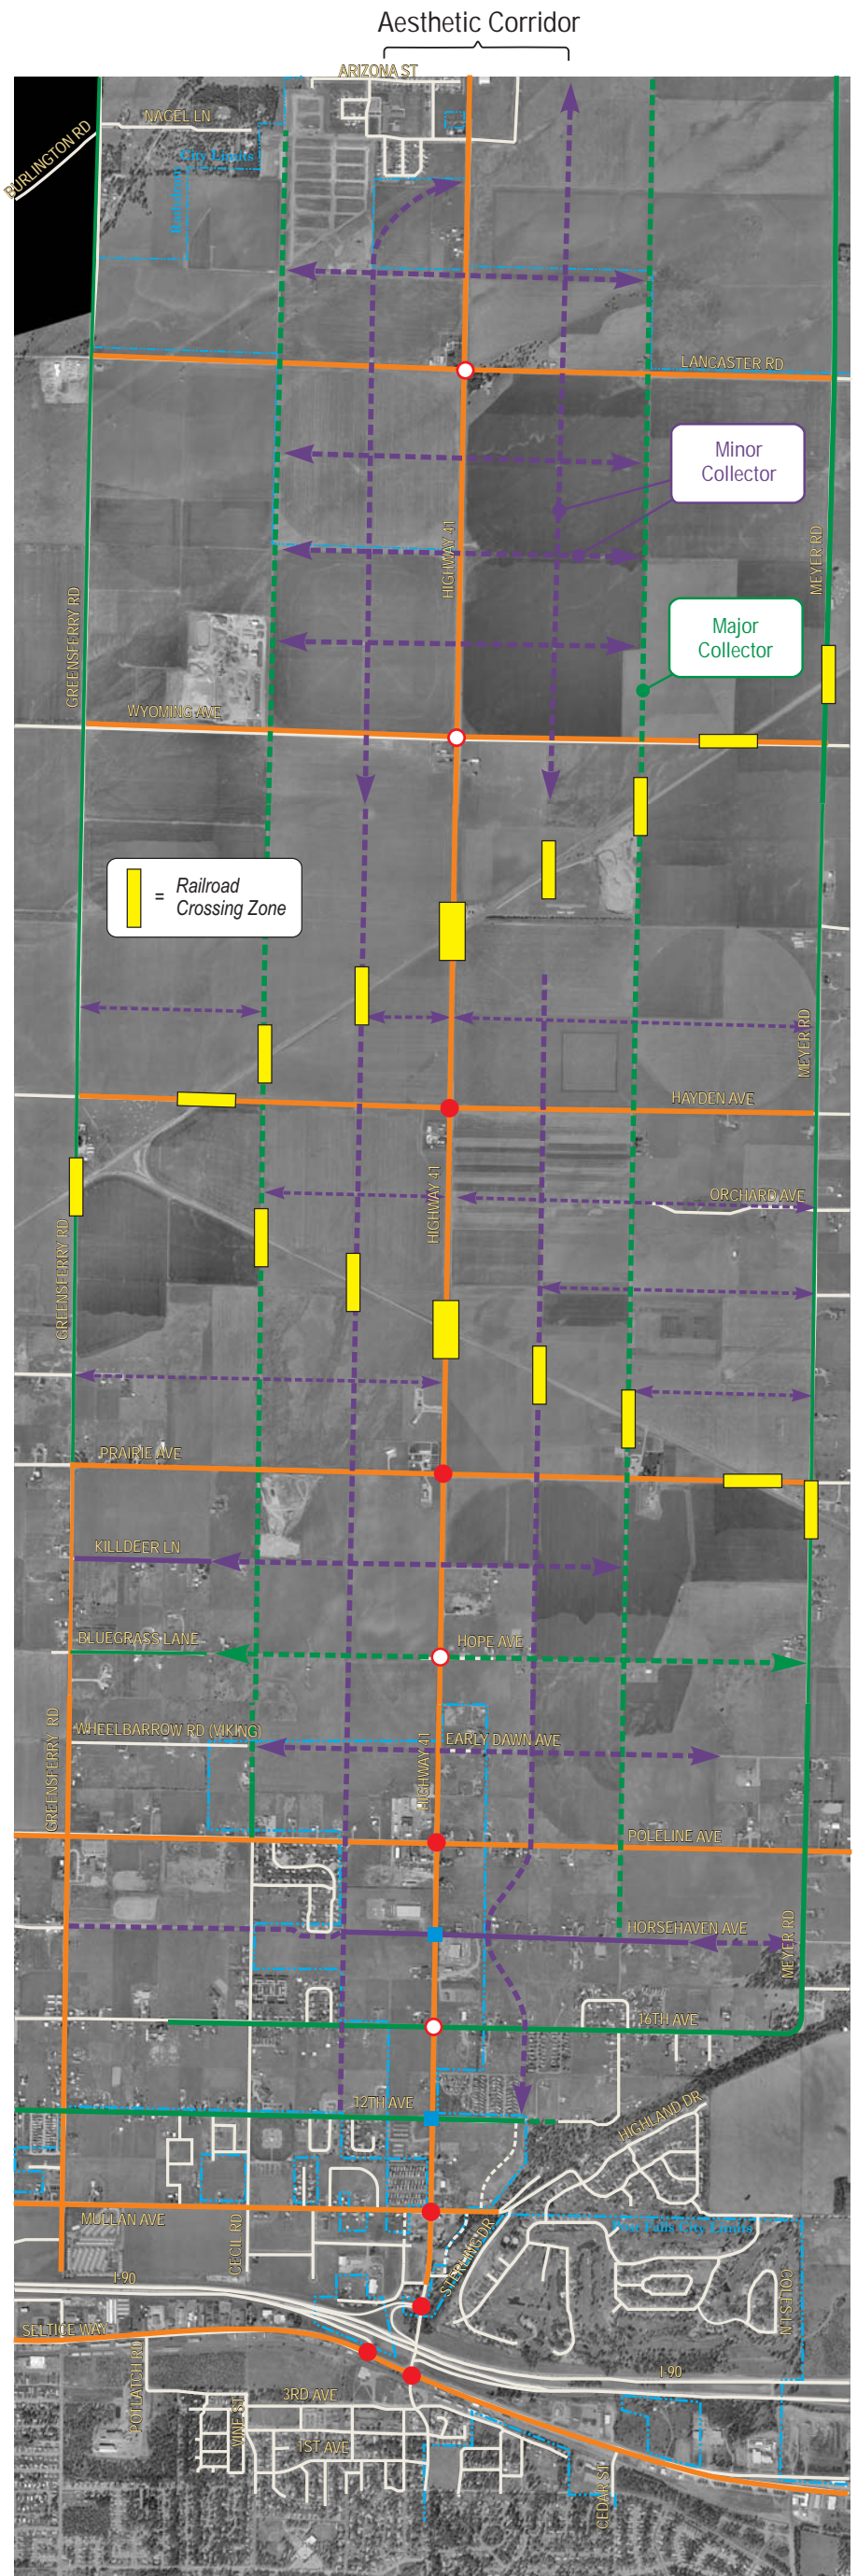 Aesthetic Corridor
ARIZONA ST
NAGEL LN
BURLINGTON RD
City Limits
Rathdrum
LANCASTER RD
Minor
Collector
HIGHWAY 41
MEYER RD
GREENSFERRY RD
Major
Collector
WYOMING AVE
= Railroad
Crossing Zone
MEYER RD
HAYDEN AVE
HIGHWAY 41
ORCHARD AVE
GREENSFERRY RD
PRAIRIE AVE
KILLDEER LN
BLUEGRASS LANE
HOPE AVE
GREENSFERRY RD
WHEELBARROW RD (VIKING)
HIGHWAY 41
EARLY DAWN AVE
POLELINE AVE
HORSEHAVEN AVE
MEYER RD
16TH AVE
12TH AVE
HIGHLAND DR
MULLAN AVE
CECIL RD
STERLING DR
Post Falls City Limits
I 90
COLLS LN
SELTICE WAY
POTLATCH RD
I 90
3RD AVE
VINE ST
1ST AVE
CEDAR ST